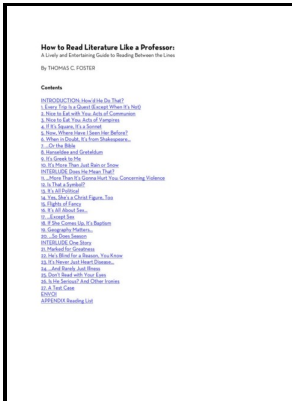 How to Read Literature Like a Professor:
A Lively and Entertaining Guide to Reading Between the Lines
By THOMAS C. FOSTER
Contents
INTRODUCTION: How'd He Do That?
1. Every Trip Is a Quest (Except When It's Not)
2. Nice to Eat with You: Acts of Communion
3. Nice to Eat You: Acts of Vampires
4. If It's Square, It's a Sonnet
5. Now, Where Have I Seen Her Before?
6. When in Doubt, It's from Shakespeare...
7. ...Or the Bible
8. Hanseldee and Greteldum
9. It's Greek to Me
10. It's More Than Just Rain or Snow
INTERLUDE Does He Mean That?
11. ...More Than It's Gonna Hurt You: Concerning Violence
12. Is That a Symbol?
13. It's All Political
14. Yes, She's a Christ Figure, Too
15. Flights of Fancy
16. It's All About Sex...
17. ...Except Sex
18. If She Comes Up, It's Baptism
19. Geography Matters...
20. ...So Does Season
INTERLUDE One Story
21. Marked for Greatness
22. He's Blind for a Reason, You Know
23. It's Never Just Heart Disease...
24. ...And Rarely Just Illness
25. Don't Read with Your Eyes
26. Is He Serious? And Other Ironies
27. A Test Case
ENVOI
APPENDIX Reading List